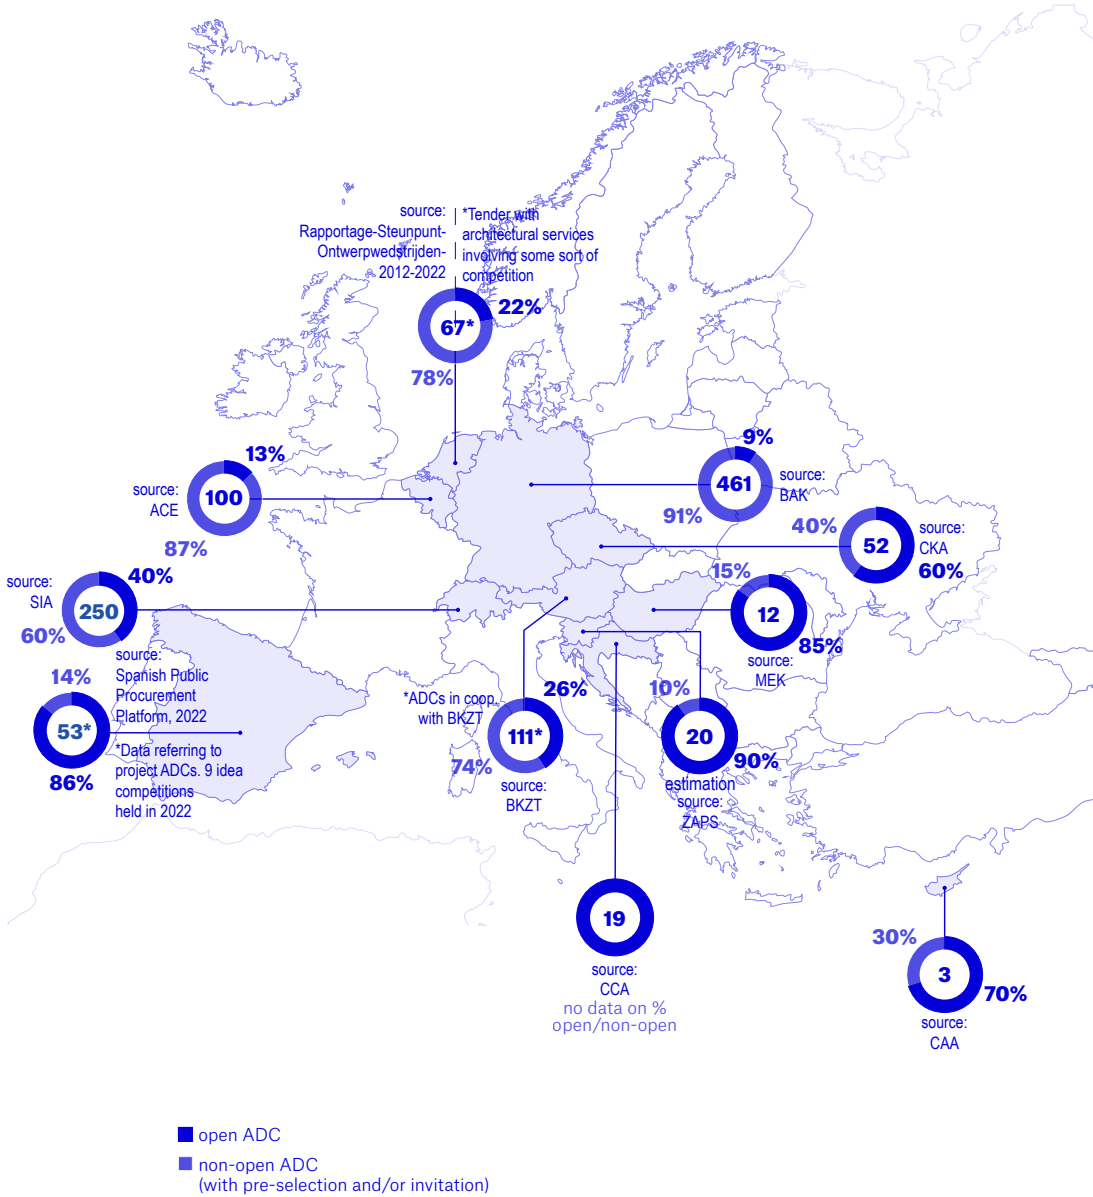 source:
Rapportage-Steunpunt-
Ontwerpwedstrijden-
2012-2022
*Tender with
architectural services
involving some sort of
competition
67*
22%
78%
13%
source:
ACE
100
87%
9%
461
source:
BAK
91%
40%
52
source:
CKA
60%
source:
SIA
40%
250
60%
15%
12
85%
source:
MEK
source:
Spanish Public
Procurement
Platform, 2022
14%
53*
86%
*Data referring to
project ADCs. 9 idea
competitions
held in 2022
*ADCs in coop.
with BKZT
26%
111*
74%
source:
BKZT
10%
20
90%
estimation
source:
ZAPS
19
source:
CCA
no data on %
open/non-open
30%
3
70%
source:
CAA
open ADC
non-open ADC
(with pre-selection and/or invitation)